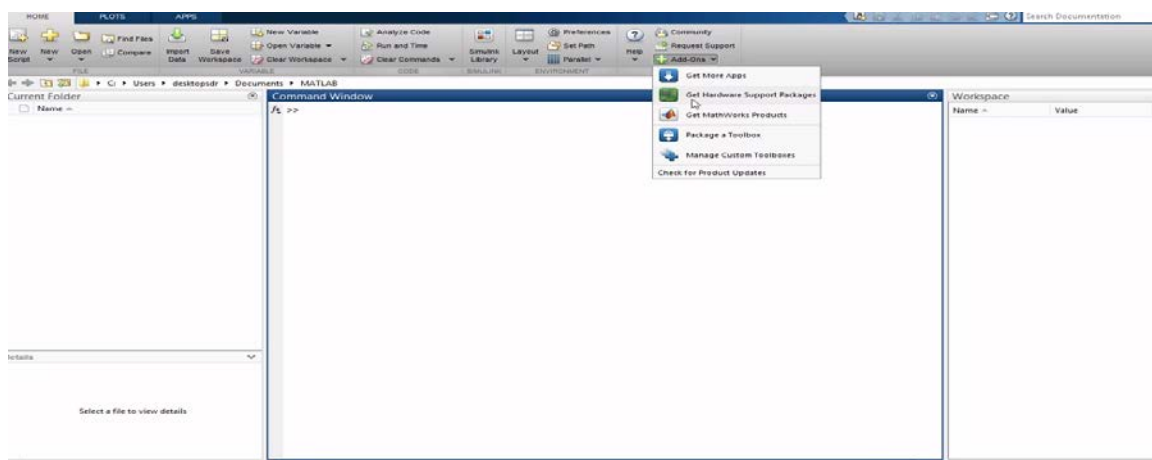 HOME PLOTS APPS
Search Documentation
New Script
New
Open
Find Files
Compare
Import Data
Save Workspace
New Variable
Open Variable
Clear Workspace
Analyze Code
Run and Time
Clear Commands
Simulink Library
Layout
Preferences
Set Path
Parallel
Help
Community
Request Support
Add-Ons
FILE VARIABLE CODE SIMULINK ENVIRONMENT
C: Users desktopsdr Documents MATLAB
Current Folder
Name
Command Window
fx >>
Get More Apps
Get Hardware Support Packages
Get MathWorks Products
Package a Toolbox
Manage Custom Toolboxes
Check for Product Updates
Workspace
Name Value
Details
Select a file to view details